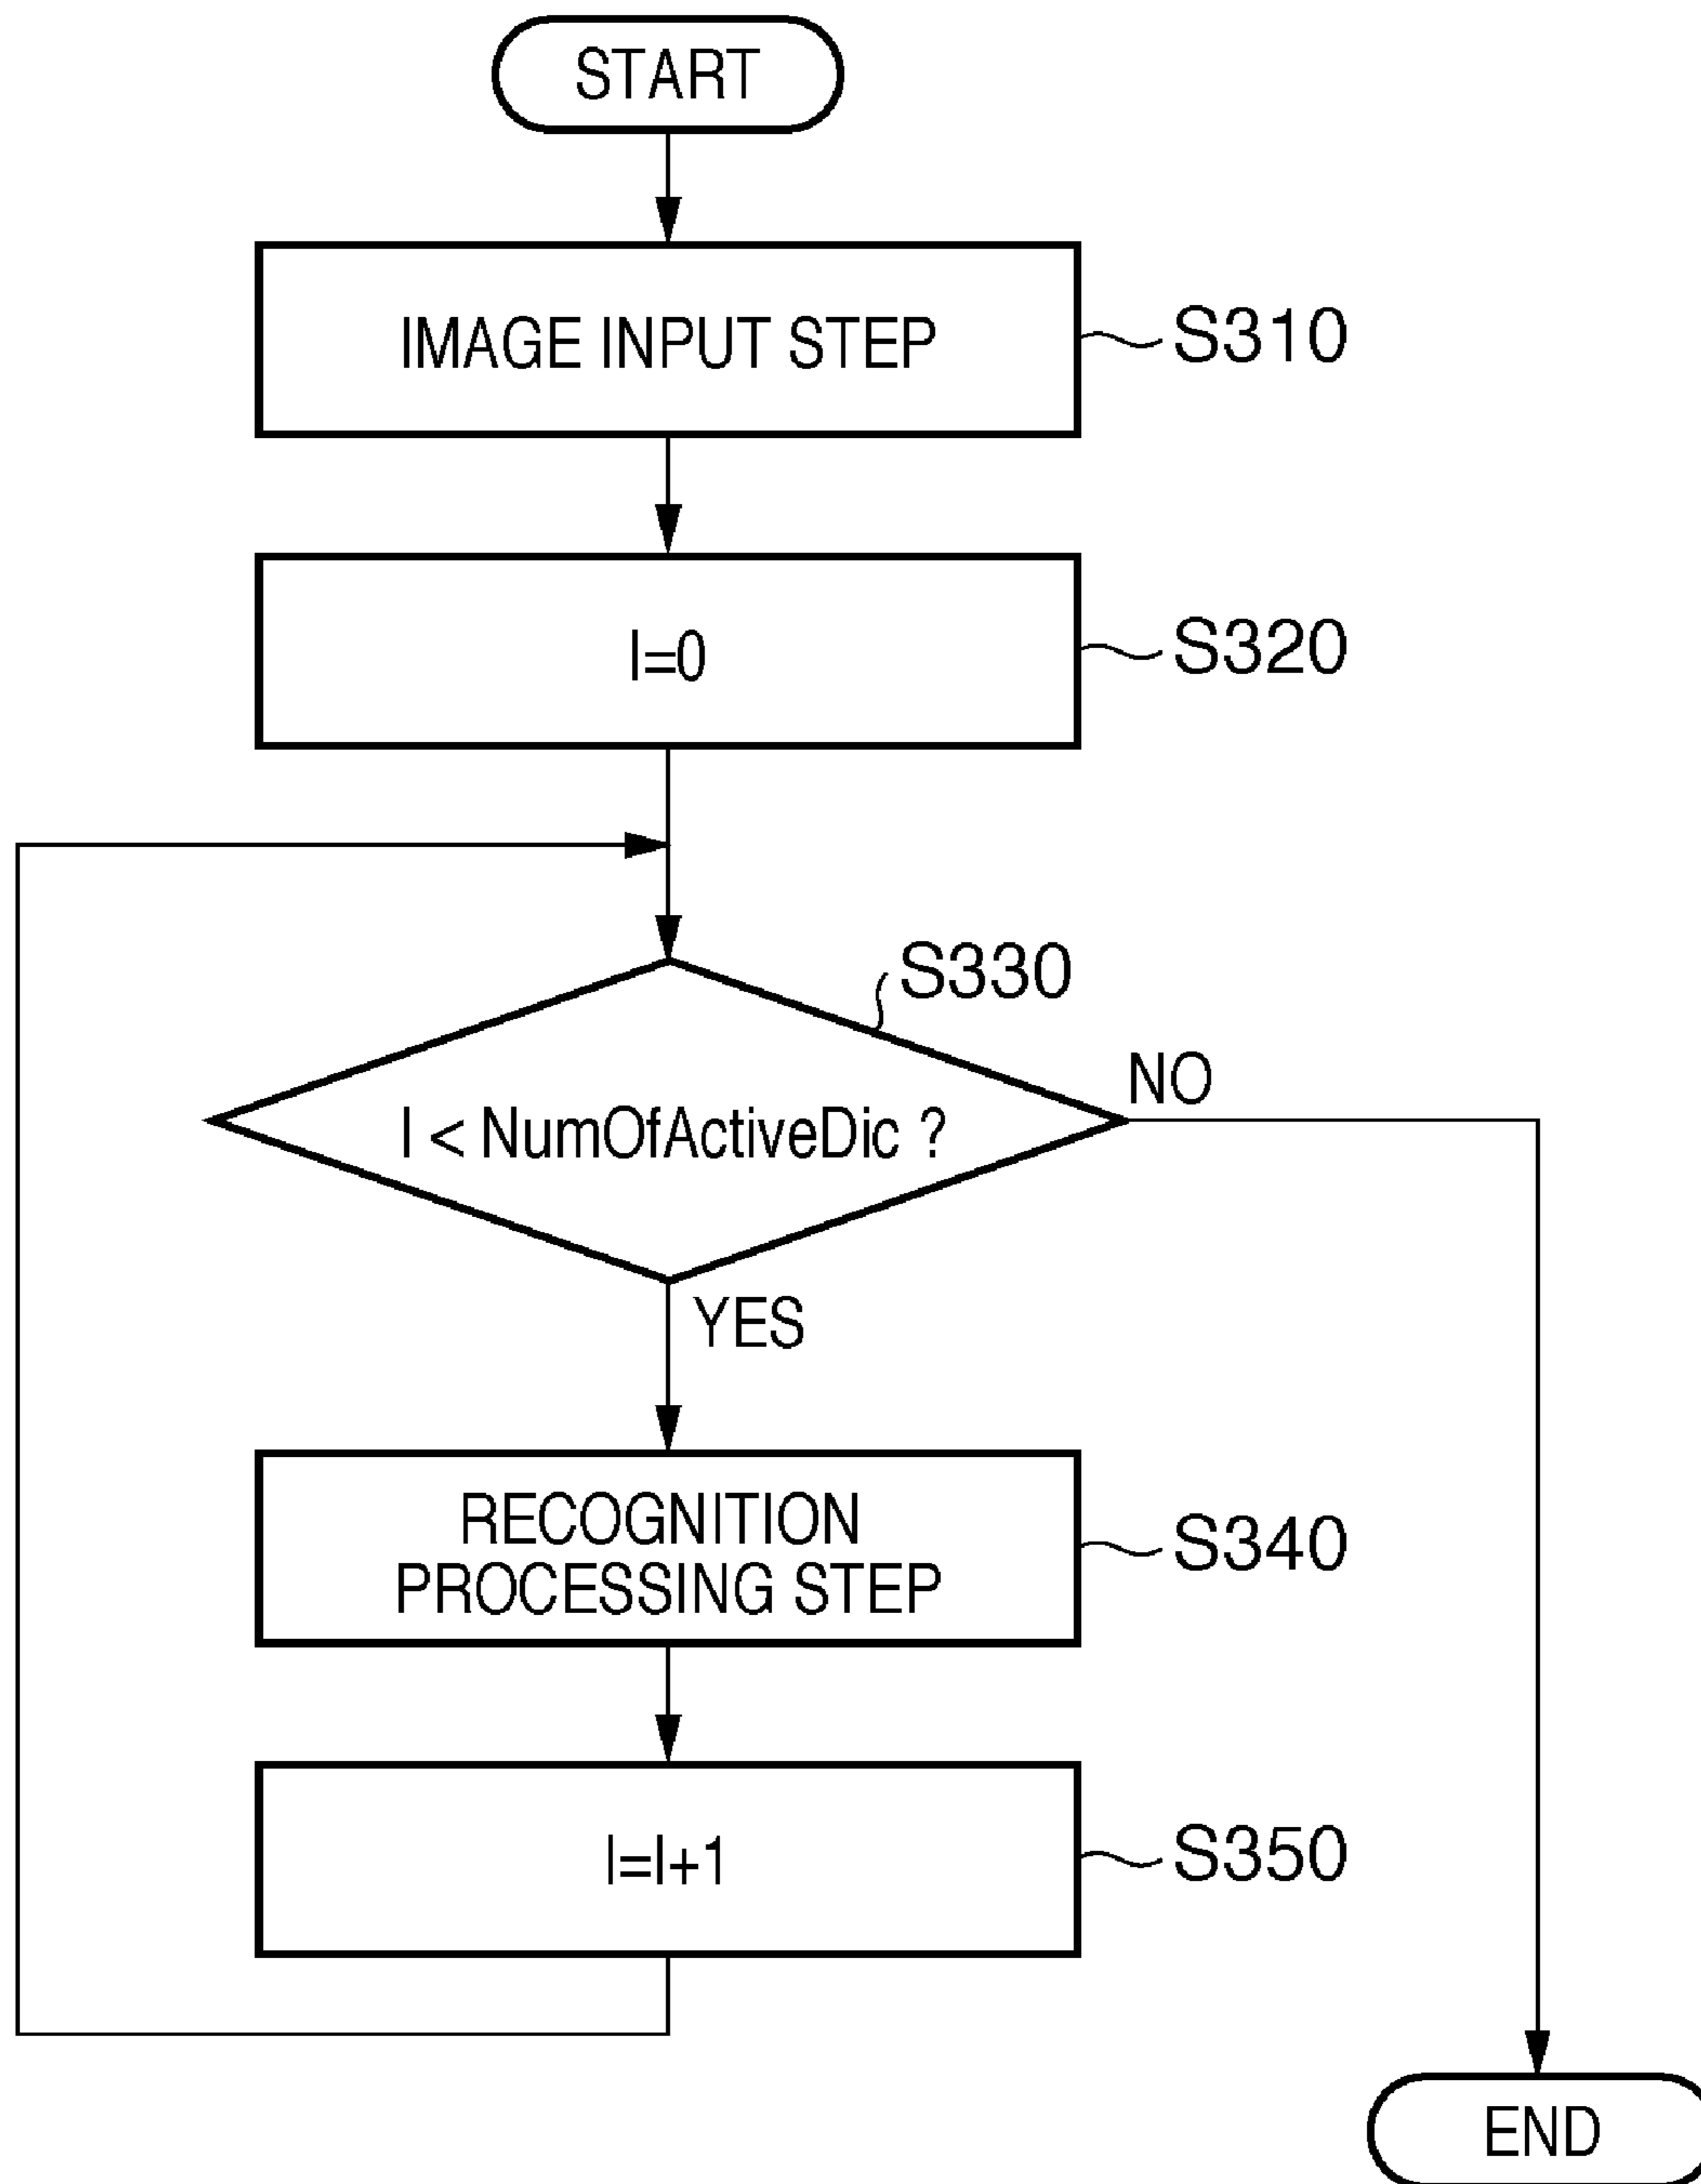 START
IMAGE INPUT STEP
S310
I=0
S320
S330
I < NumOfActiveDic ?
NO
YES
RECOGNITION
PROCESSING STEP
S340
I=I+1
S350
END